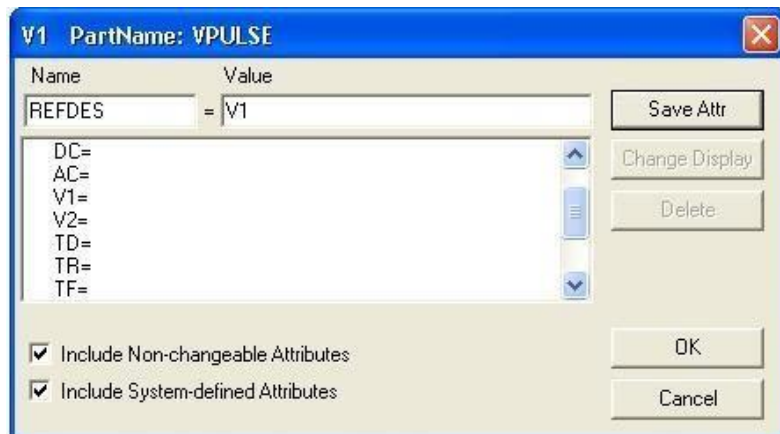 V1 PartName: VPULSE
Name Value
REFDES = V1
Save Attr
DC=
AC=
V1=
V2=
TD=
TR=
TF=
Change Display
Delete
Include Non-changeable Attributes
Include System-defined Attributes
OK
Cancel